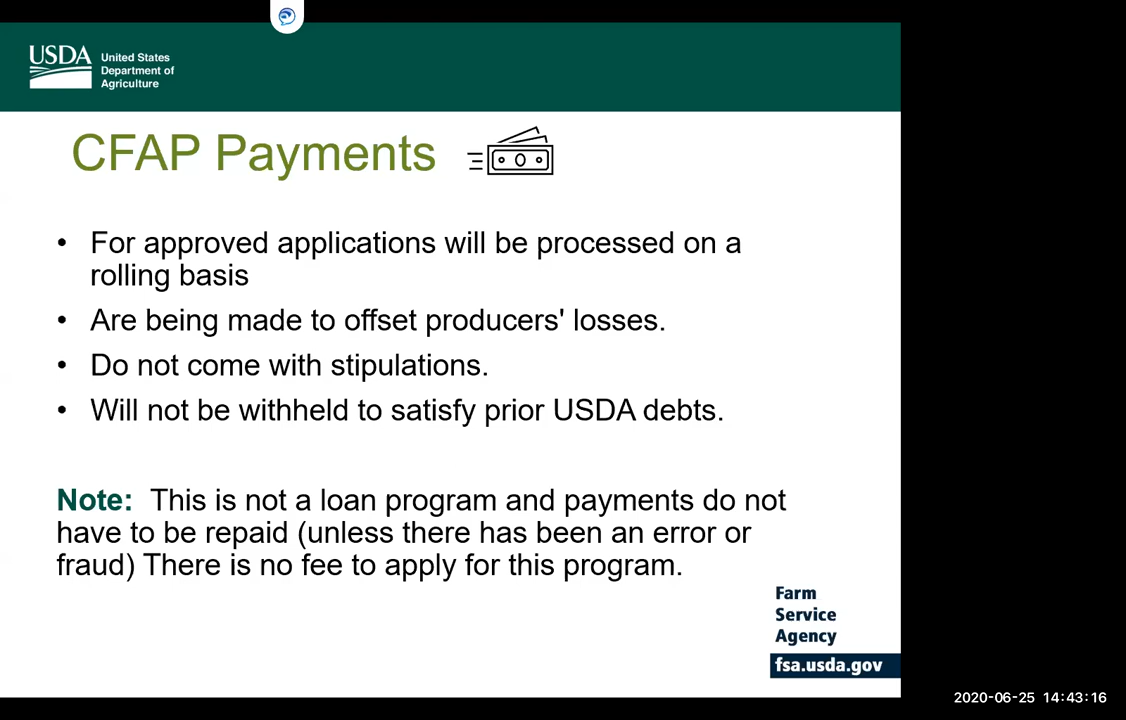 USDA
United States
Department of
Agriculture
CFAP Payments
• For approved applications will be processed on a
rolling basis
• Are being made to offset producers' losses.
• Do not come with stipulations.
• Will not be withheld to satisfy prior USDA debts.
Note: This is not a loan program and payments do not
have to be repaid (unless there has been an error or
fraud) There is no fee to apply for this program.
Farm
Service
Agency
fsa.usda.gov
2020-06-25 14:43:16